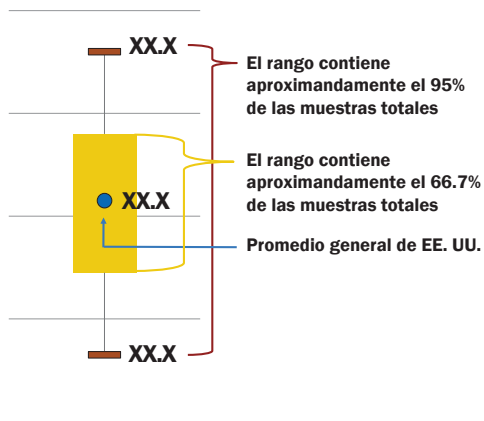 XX.X
El rango contiene
aproximandamente el 95%
de las muestras totales
El rango contiene
aproximandamente el 66.7%
de las muestras totales
XX.X
Promedio general de EE. UU.
XX.X